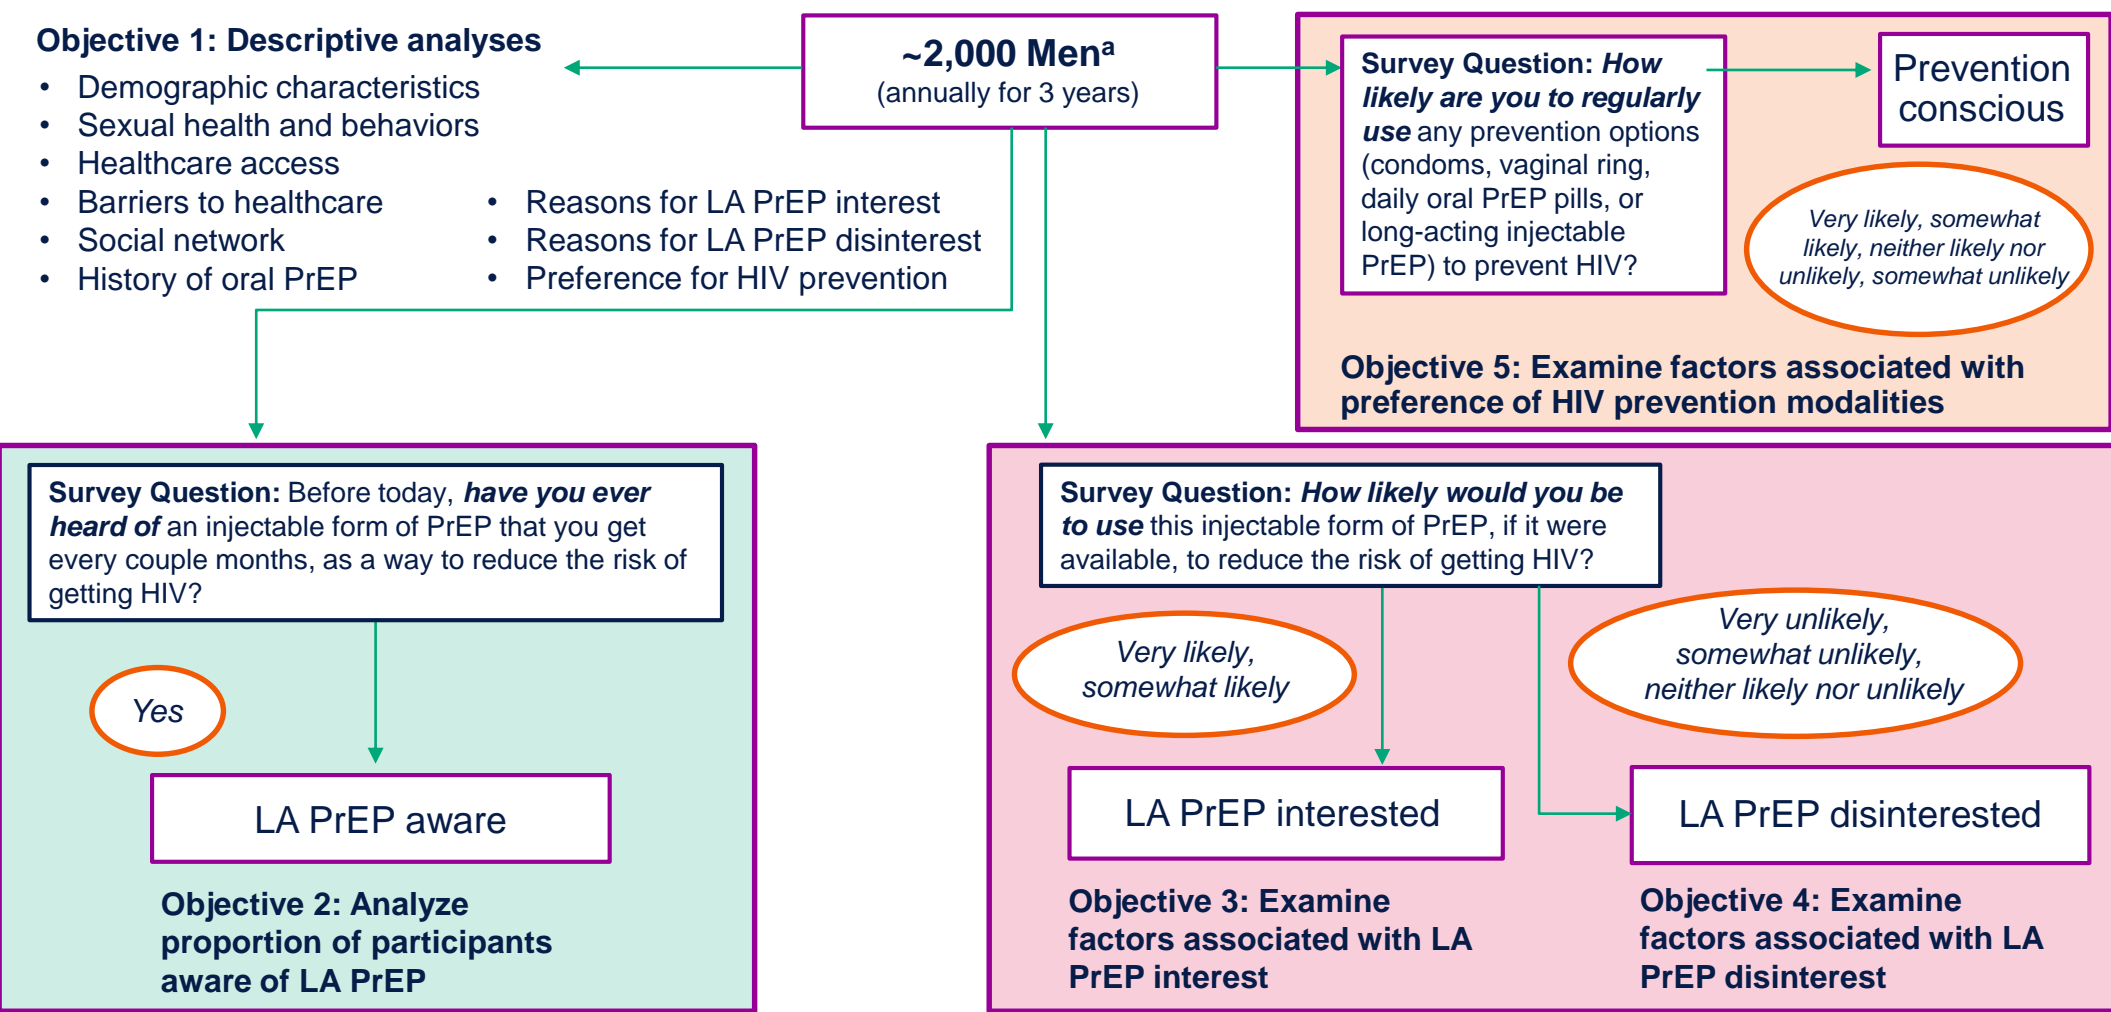 Objective 1: Descriptive analyses
• Demographic characteristics
• Sexual health and behaviors
• Healthcare access
• Barriers to healthcare
• Social network
• History of oral PrEP
• Reasons for LA PrEP interest
• Reasons for LA PrEP disinterest
• Preference for HIV prevention
~2,000 Menᵃ
(annually for 3 years)
Survey Question: How
likely are you to regularly
use any prevention options
(condoms, vaginal ring,
daily oral PrEP pills, or
long-acting injectable
PrEP) to prevent HIV?
Prevention
conscious
Very likely, somewhat
likely, neither likely nor
unlikely, somewhat unlikely
Objective 5: Examine factors associated with
preference of HIV prevention modalities
Survey Question: Before today, have you ever
heard of an injectable form of PrEP that you get
every couple months, as a way to reduce the risk of
getting HIV?
Yes
LA PrEP aware
Objective 2: Analyze
proportion of participants
aware of LA PrEP
Survey Question: How likely would you be
to use this injectable form of PrEP, if it were
available, to reduce the risk of getting HIV?
Very likely,
somewhat likely
Very unlikely,
somewhat unlikely,
neither likely nor unlikely
LA PrEP interested
LA PrEP disinterested
Objective 3: Examine
factors associated with LA
PrEP interest
Objective 4: Examine
factors associated with LA
PrEP disinterest